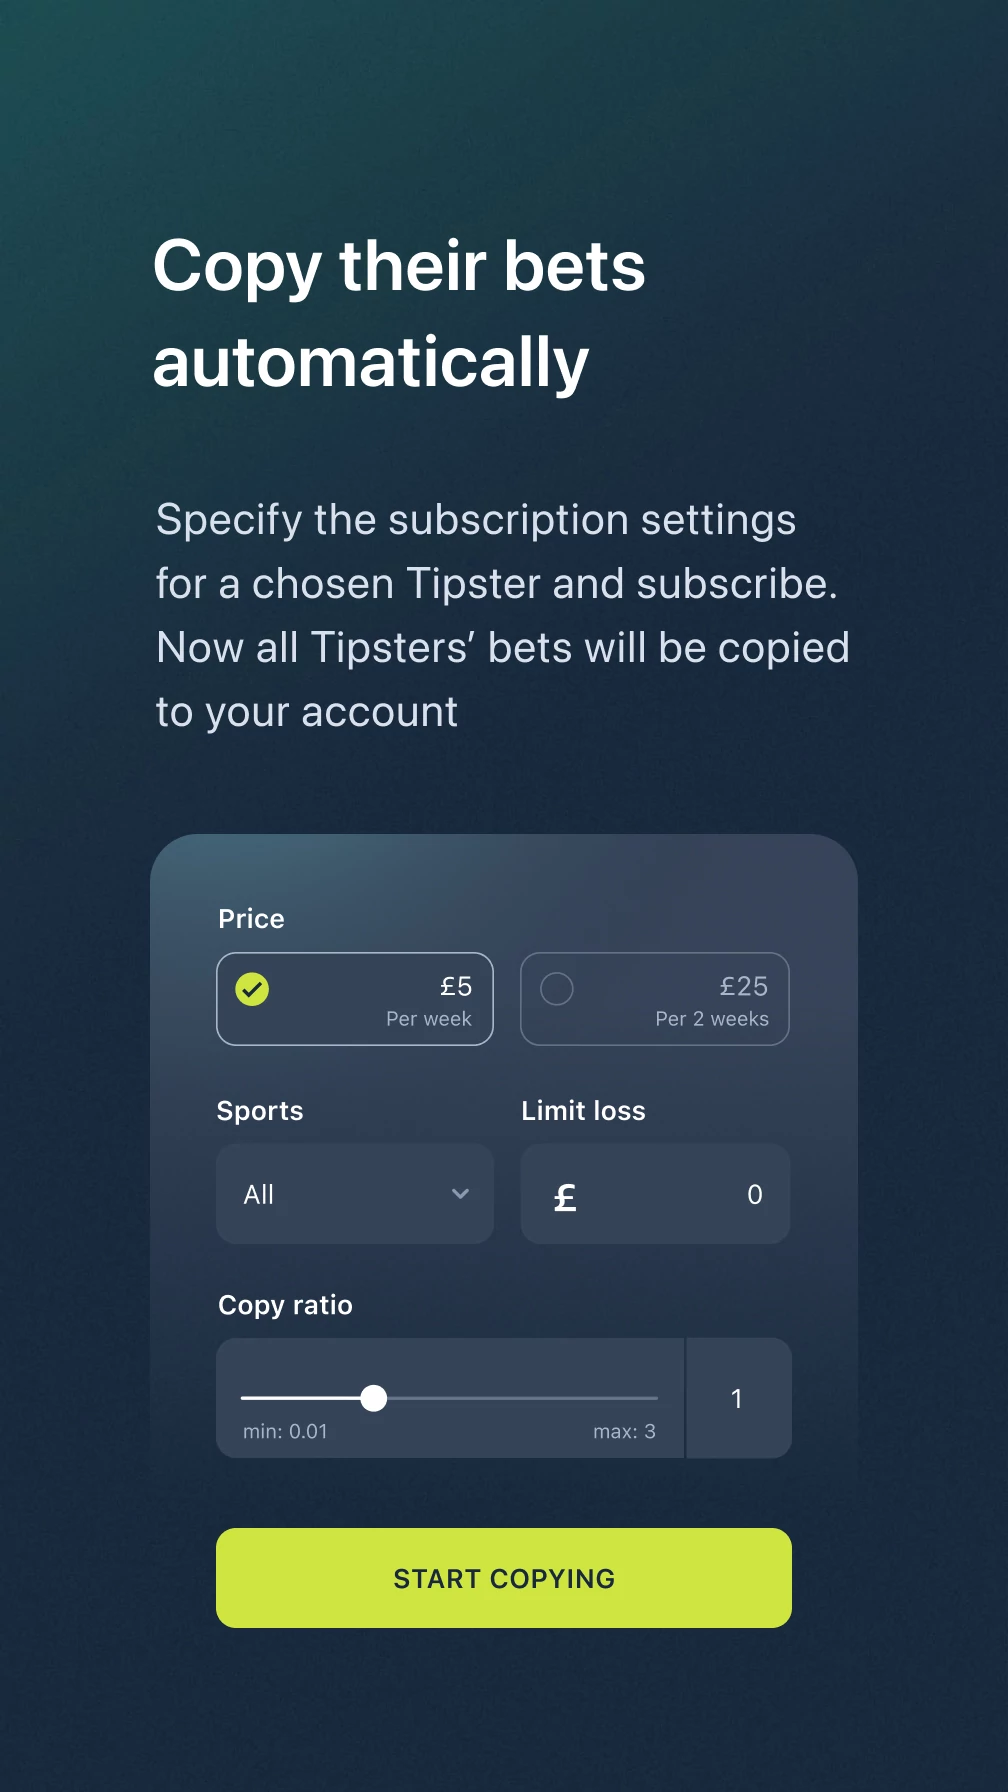 Copy their bets
automatically
Specify the subscription settings
for a chosen Tipster and subscribe.
Now all Tipsters’ bets will be copied
to your account
Price
£5
Per week
£25
Per 2 weeks
Sports
Limit loss
All
£ 0
Copy ratio
1
min: 0.01
max: 3
START COPYING